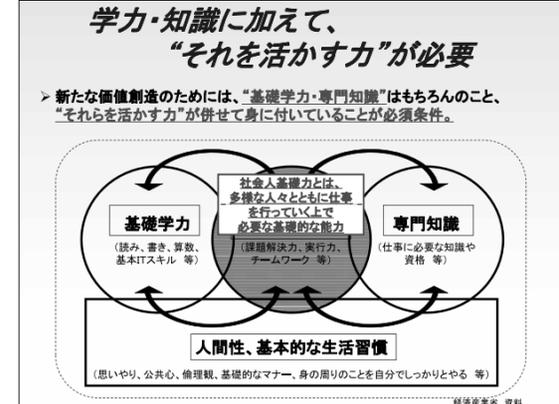 学力・知識に加えて、
“それを活かす力”が必要
➢ 新たな価値創造のためには、“基礎学力・専門知識”はもちろんのこと、
“それらを活かす力”が併せて身に付いていることが必須条件。
社会人基礎力とは、
多様な人々とともに仕事
を行っていく上で
必要な基礎的な能力
基礎学力
(読み、書き、算数、
基本ITスキル 等)
(課題解決力、実行力、
チームワーク 等)
専門知識
(仕事に必要な知識や
資格 等)
人間性、基本的な生活習慣
(思いやり、公共心、倫理観、基礎的なマナー、身の周りのことを自分でしっかりとやる 等)
経済産業省 資料